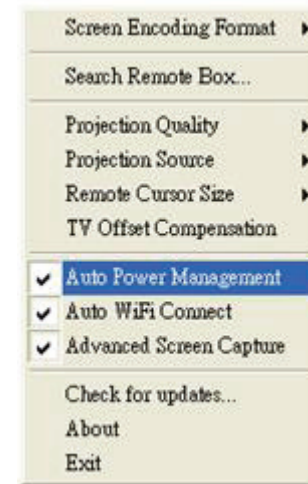 Screen Encoding Format
Search Remote Box...
Projection Quality
Projection Source
Remote Cursor Size
TV Offset Compensation
Auto Power Management
Auto WiFi Connect
Advanced Screen Capture
Check for updates...
About
Exit